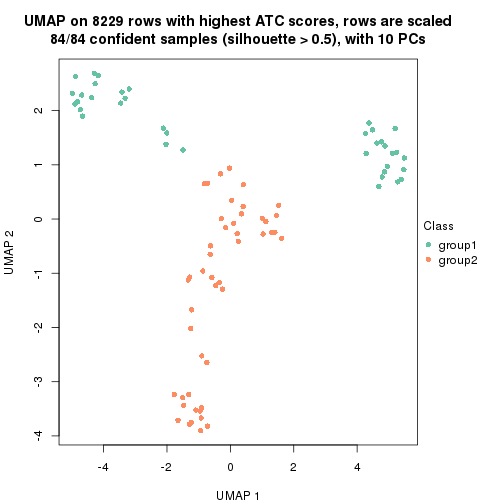 UMAP on 8229 rows with highest ATC scores, rows are scaled
84/84 confident samples (silhouette > 0.5), with 10 PCs
2
1
0
-1
-2
-3
-4
UMAP 2
-4
-2
0
2
4
UMAP 1
Class
group1
group2